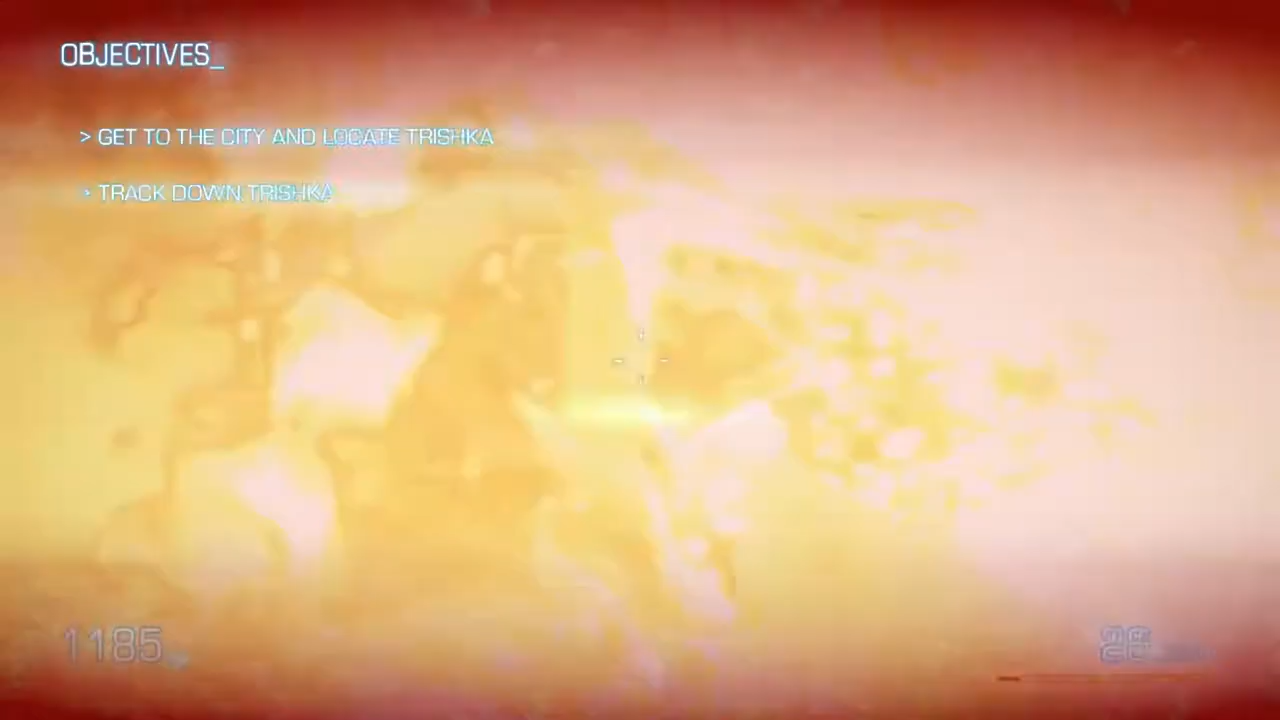 OBJECTIVES_
> GET TO THE CITY AND LOCATE TRISHKA
> TRACK DOWN TRISHKA
1185